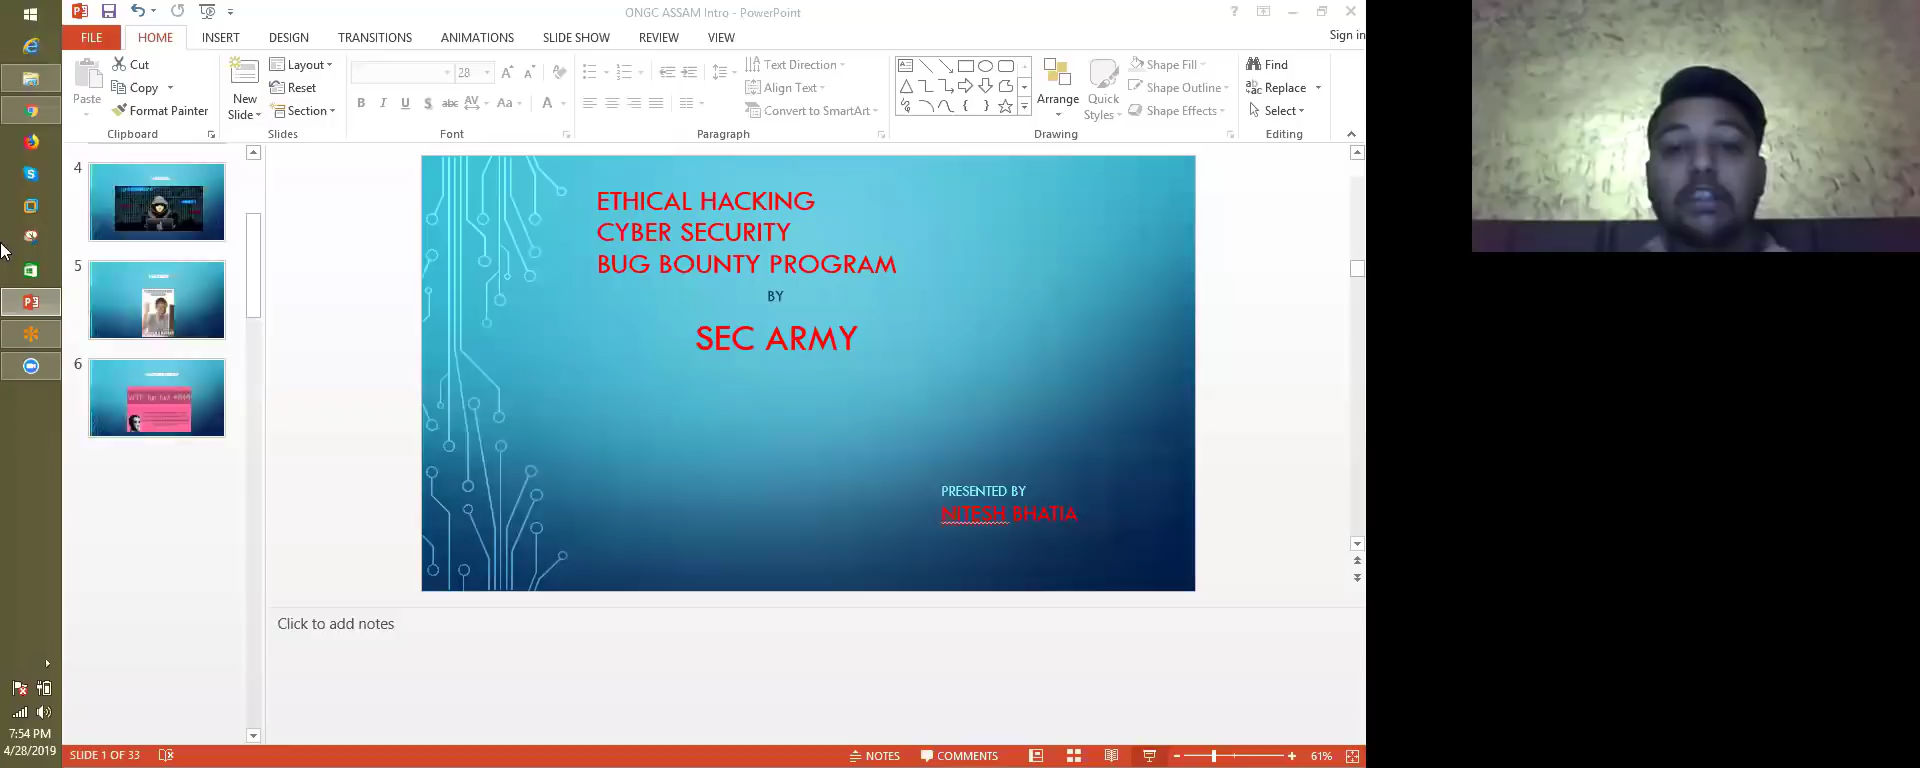 ONGC ASSAM Intro - PowerPoint
FILE HOME INSERT DESIGN TRANSITIONS ANIMATIONS SLIDE SHOW REVIEW VIEW
Sign in
Paste
Cut
Copy
Format Painter
Clipboard
New
Slide
Layout
Reset
Section
Slides
28
Font
Text Direction
Align Text
Convert to SmartArt
Paragraph
Arrange
Quick
Styles
Shape Fill
Shape Outline
Shape Effects
Drawing
Find
Replace
Select
Editing
4
5
6
ETHICAL HACKING
CYBER SECURITY
BUG BOUNTY PROGRAM
BY
SEC ARMY
PRESENTED BY
NITESH BHATIA
Click to add notes
7:54 PM
4/28/2019
SLIDE 1 OF 33
NOTES
COMMENTS
61%